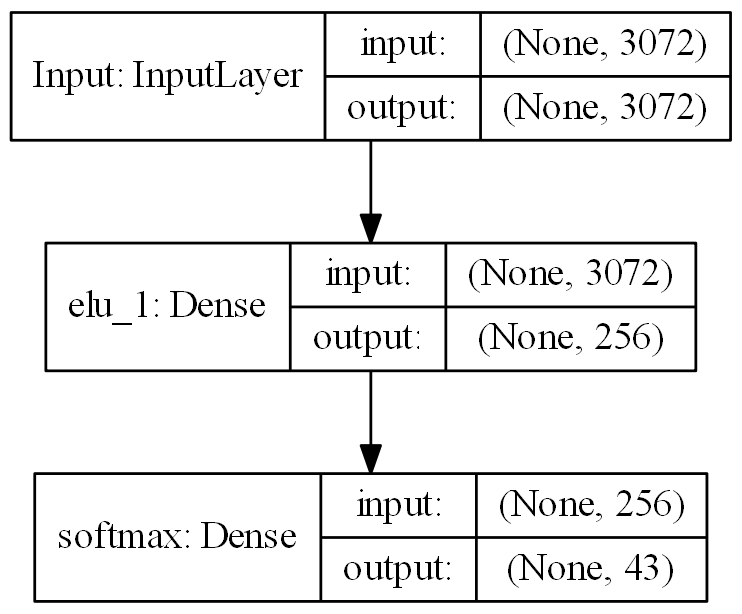 Input: InputLayer
input:
(None, 3072)
output:
(None, 3072)
elu_1: Dense
input:
(None, 3072)
output:
(None, 256)
softmax: Dense
input:
(None, 256)
output:
(None, 43)